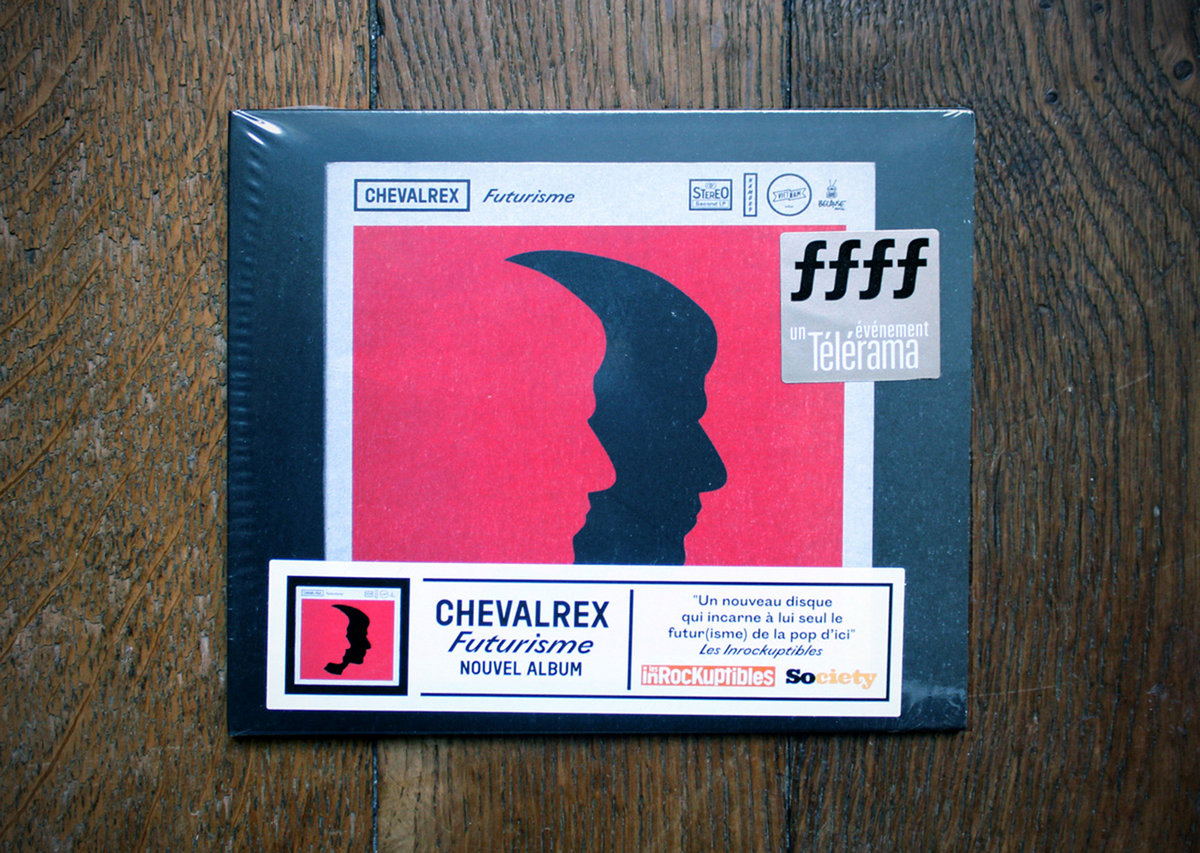 CHEVALREX Futurisme
STEREO
Second LP
VIETNAM
ffff
un événement
Télérama
CHEVALREX
Futurisme
NOUVEL ALBUM
"Un nouveau disque
qui incarne à lui seul le
futur(isme) de la pop d'ici"
Les Inrockuptibles
les inRocKuptibles
Society